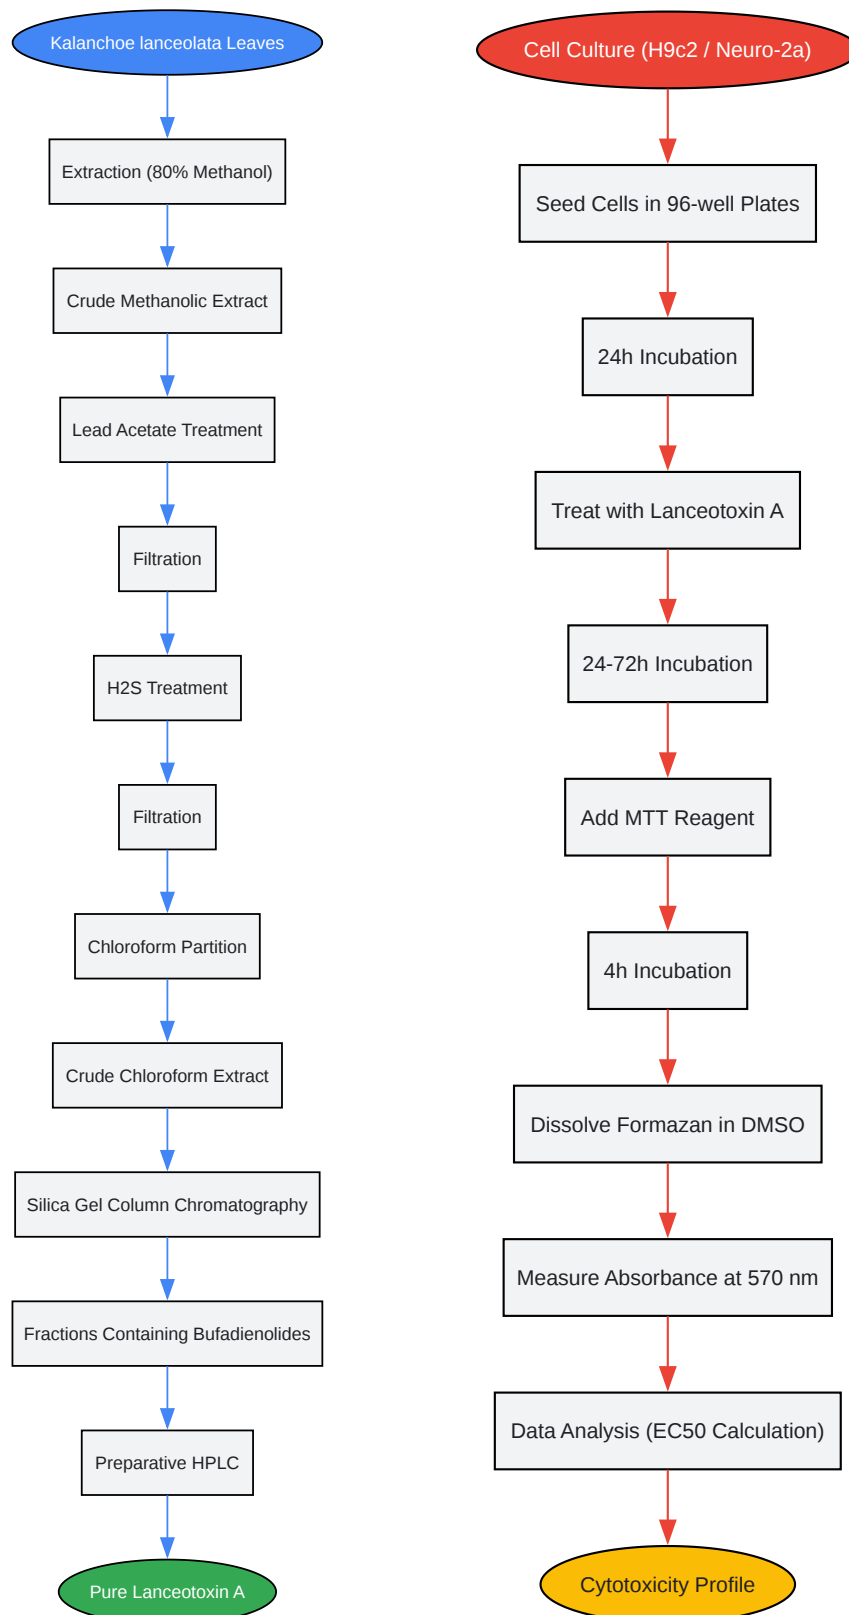 Kalanchoe lanceolata Leaves
Extraction (80% Methanol)
Crude Methanolic Extract
Lead Acetate Treatment
Filtration
H2S Treatment
Filtration
Chloroform Partition
Crude Chloroform Extract
Silica Gel Column Chromatography
Fractions Containing Bufadienolides
Preparative HPLC
Pure Lanceotoxin A
Cell Culture (H9c2 / Neuro-2a)
Seed Cells in 96-well Plates
24h Incubation
Treat with Lanceotoxin A
24-72h Incubation
Add MTT Reagent
4h Incubation
Dissolve Formazan in DMSO
Measure Absorbance at 570 nm
Data Analysis (EC50 Calculation)
Cytotoxicity Profile